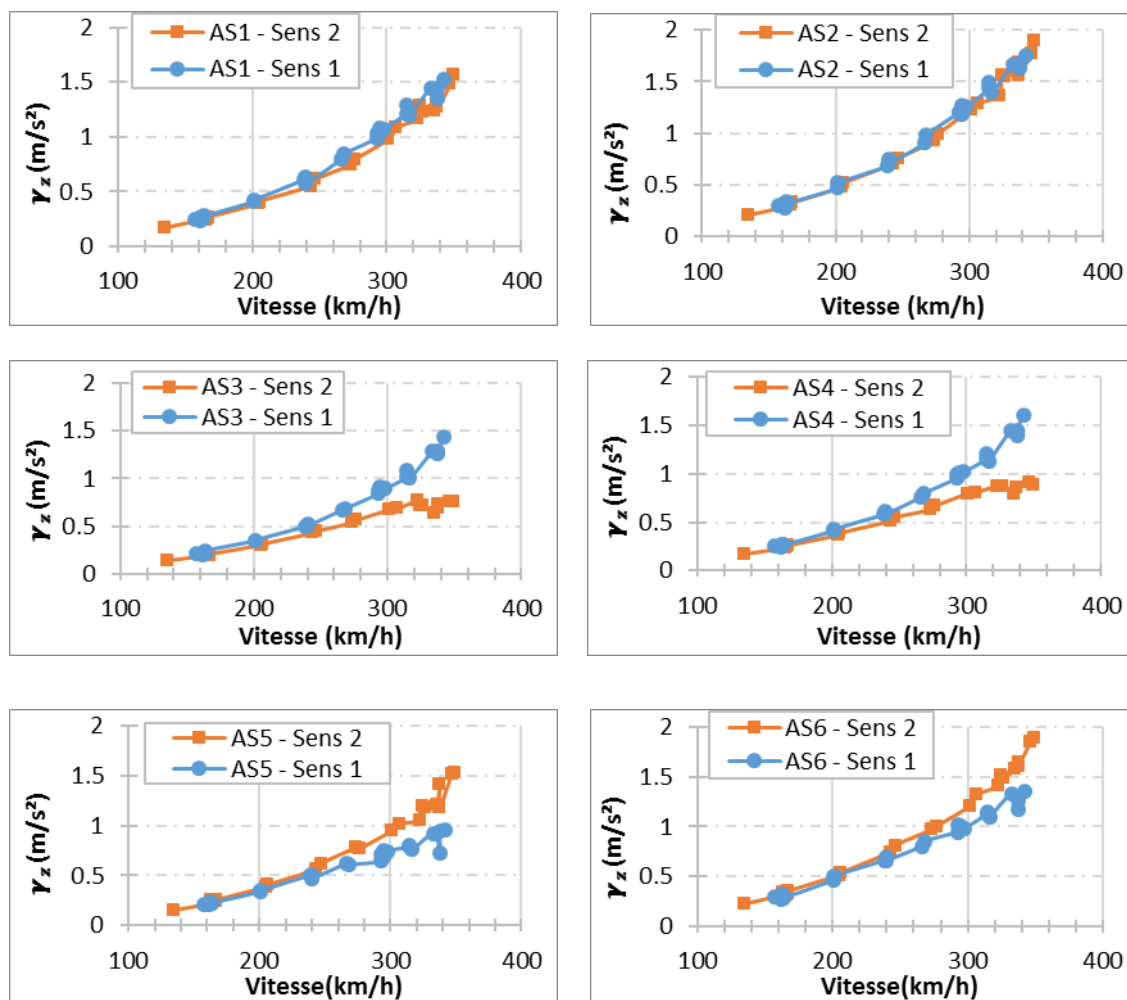 AS1 - Sens 2
AS1 - Sens 1
2
1.5
1
0.5
0
γz (m/s²)
100 200 300 400
Vitesse (km/h)
AS2 - Sens 2
AS2 - Sens 1
2
1.5
1
0.5
0
γz (m/s²)
100 200 300 400
Vitesse (km/h)
AS3 - Sens 2
AS3 - Sens 1
2
1.5
1
0.5
0
γz (m/s²)
100 200 300 400
Vitesse (km/h)
AS4 - Sens 2
AS4 - Sens 1
2
1.5
1
0.5
0
γz (m/s²)
100 200 300 400
Vitesse (km/h)
AS5 - Sens 2
AS5 - Sens 1
2
1.5
1
0.5
0
γz (m/s²)
100 200 300 400
Vitesse(km/h)
AS6 - Sens 2
AS6 - Sens 1
2
1.5
1
0.5
0
γz (m/s²)
100 200 300 400
Vitesse(km/h)